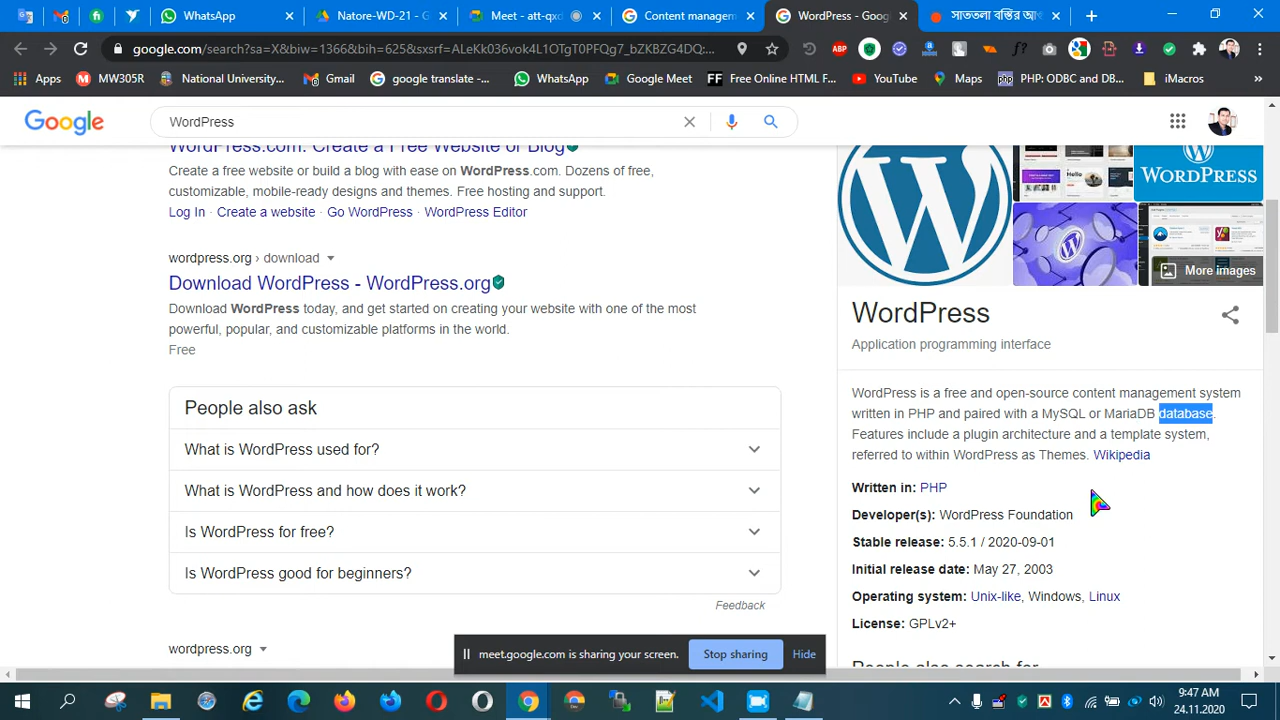 WhatsApp
Natore-WD-21 - G
Meet - att-qxd
Content managem
WordPress - Goog
সাততলা বস্তির আগ
google.com/search?sa=X&biw=1366&bih=625&sxsrf=ALeKk036vok4L1OTgT0PFQg7_bZKBZG4DQ:...
ABP
f?
Apps
MW305R
National University...
Gmail
google translate -...
WhatsApp
Google Meet
FF Free Online HTML F...
YouTube
Maps
php PHP: ODBC and DB...
iMacros
»
Google
WordPress
WordPress.com: Create a Free Website or Blog
Create a free website or build a blog with ease on WordPress.com. Dozens of free,
customizable, mobile-ready designs and themes. Free hosting and support.
Log In · Create a website · Go WordPress · WordPress Editor
wordpress.org › download
Download WordPress - WordPress.org
Download WordPress today, and get started on creating your website with one of the most
powerful, popular, and customizable platforms in the world.
Free
People also ask
What is WordPress used for?
What is WordPress and how does it work?
Is WordPress for free?
Is WordPress good for beginners?
Feedback
wordpress.org
WORDPRESS
More images
WordPress
Application programming interface
WordPress is a free and open-source content management system
written in PHP and paired with a MySQL or MariaDB database.
Features include a plugin architecture and a template system,
referred to within WordPress as Themes. Wikipedia
Written in: PHP
Developer(s): WordPress Foundation
Stable release: 5.5.1 / 2020-09-01
Initial release date: May 27, 2003
Operating system: Unix-like, Windows, Linux
License: GPLv2+
People also search for
meet.google.com is sharing your screen.
Stop sharing
Hide
9:47 AM
24.11.2020